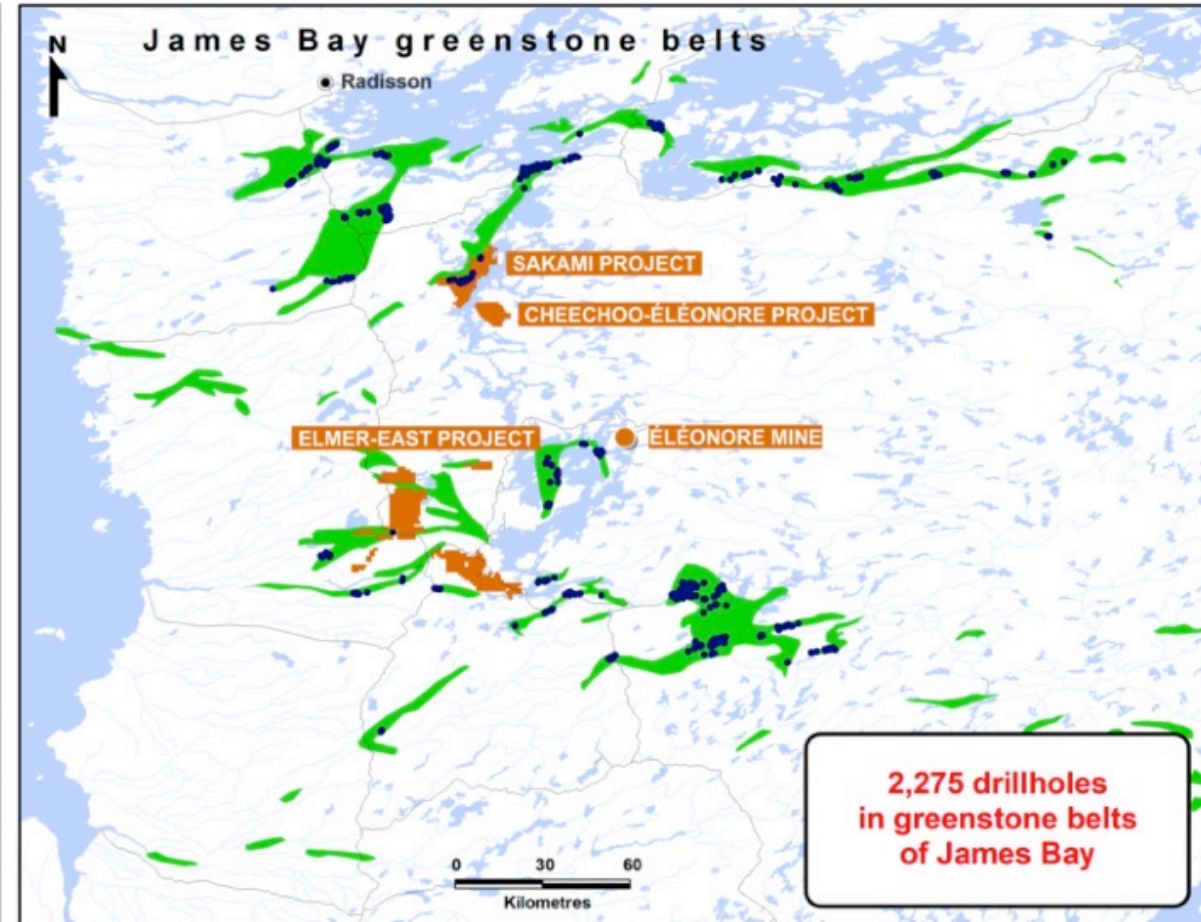 James Bay greenstone belts
N
Radisson
SAKAMI PROJECT
CHEECHOO-ÉLÉONORE PROJECT
ELMER-EAST PROJECT
ÉLÉONORE MINE
2,275 drillholes
in greenstone belts
of James Bay
0 30 60
Kilometres